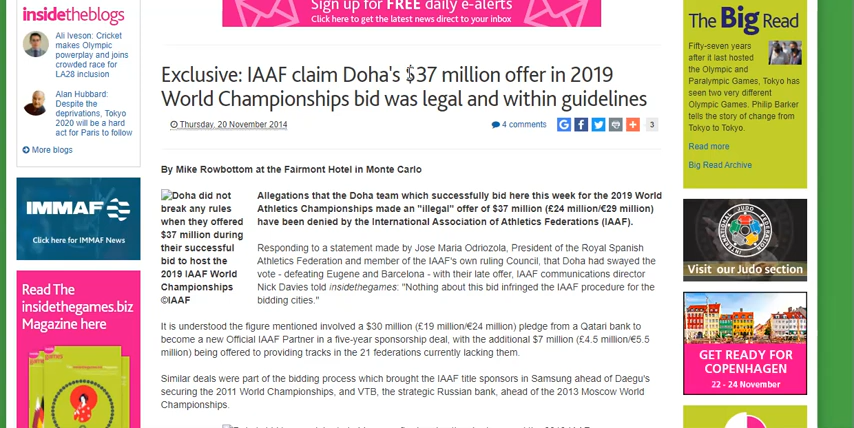 insidetheblogs
Ali Iveson: Cricket
makes Olympic
powerplay and joins
crowded race for
LA28 inclusion
Alan Hubbard:
Despite the
deprivations, Tokyo
2020 will be a hard
act for Paris to follow
More blogs
IMMAF
Click here for IMMAF News
Read The
insidethegames.biz
Magazine here
Sign up for FREE daily e-alerts
Click here to get the latest news direct to your inbox
Exclusive: IAAF claim Doha's $37 million offer in 2019
World Championships bid was legal and within guidelines
Thursday, 20 November 2014
4 comments
3
By Mike Rowbottom at the Fairmont Hotel in Monte Carlo
Doha did not
break any rules
when they offered
$37 million during
their successful
bid to host the
2019 IAAF World
Championships
©IAAF
Allegations that the Doha team which successfully bid here this week for the 2019 World
Athletics Championships made an "illegal" offer of $37 million (£24 million/€29 million)
have been denied by the International Association of Athletics Federations (IAAF).
Responding to a statement made by Jose Maria Odriozola, President of the Royal Spanish
Athletics Federation and member of the IAAF's own ruling Council, that Doha had swayed the
vote - defeating Eugene and Barcelona - with their late offer, IAAF communications director
Nick Davies told insidethegames: "Nothing about this bid infringed the IAAF procedure for the
bidding cities."
It is understood the figure mentioned involved a $30 million (£19 million/€24 million) pledge from a Qatari bank to
become a new Official IAAF Partner in a five-year sponsorship deal, with the additional $7 million (£4.5 million/€5.5
million) being offered to providing tracks in the 21 federations currently lacking them.
Similar deals were part of the bidding process which brought the IAAF title sponsors in Samsung ahead of Daegu's
securing the 2011 World Championships, and VTB, the strategic Russian bank, ahead of the 2013 Moscow World
Championships.
The Big Read
Fifty-seven years
after it last hosted
the Olympic and
Paralympic Games, Tokyo has
seen two very different
Olympic Games. Philip Barker
tells the story of change from
Tokyo to Tokyo.
Read more
Big Read Archive
Visit our Judo section
GET READY FOR
COPENHAGEN
22 - 24 November